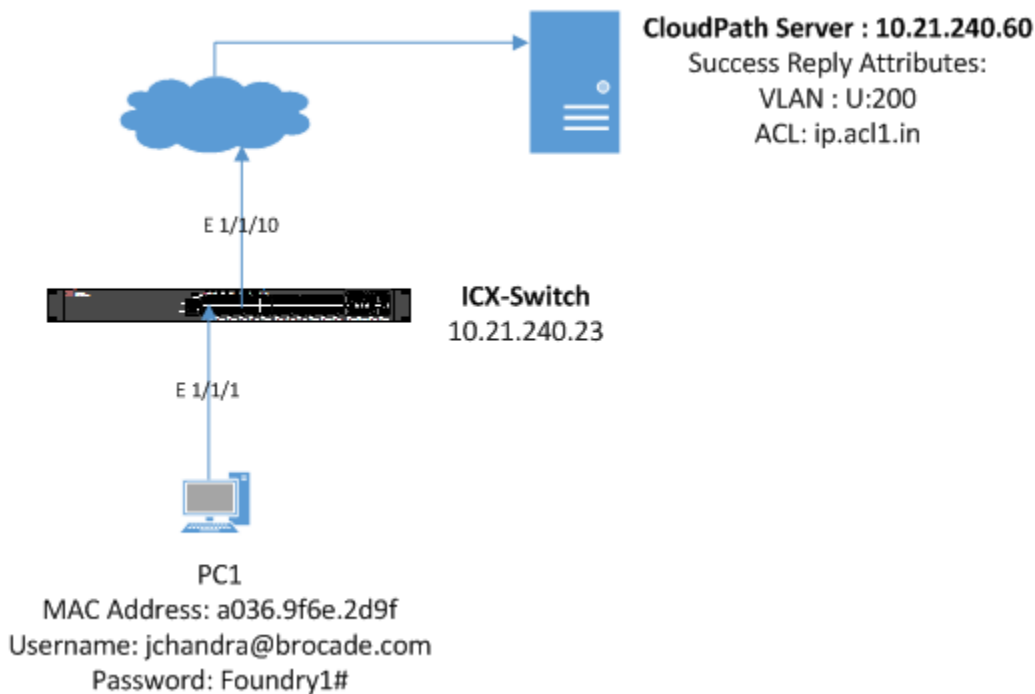 CloudPath Server : 10.21.240.60
Success Reply Attributes:
VLAN : U:200
ACL: ip.acl1.in
E 1/1/10
ICX-Switch
10.21.240.23
E 1/1/1
PC1
MAC Address: a036.9f6e.2d9f
Username: jchandra@brocade.com
Password: Foundry1#